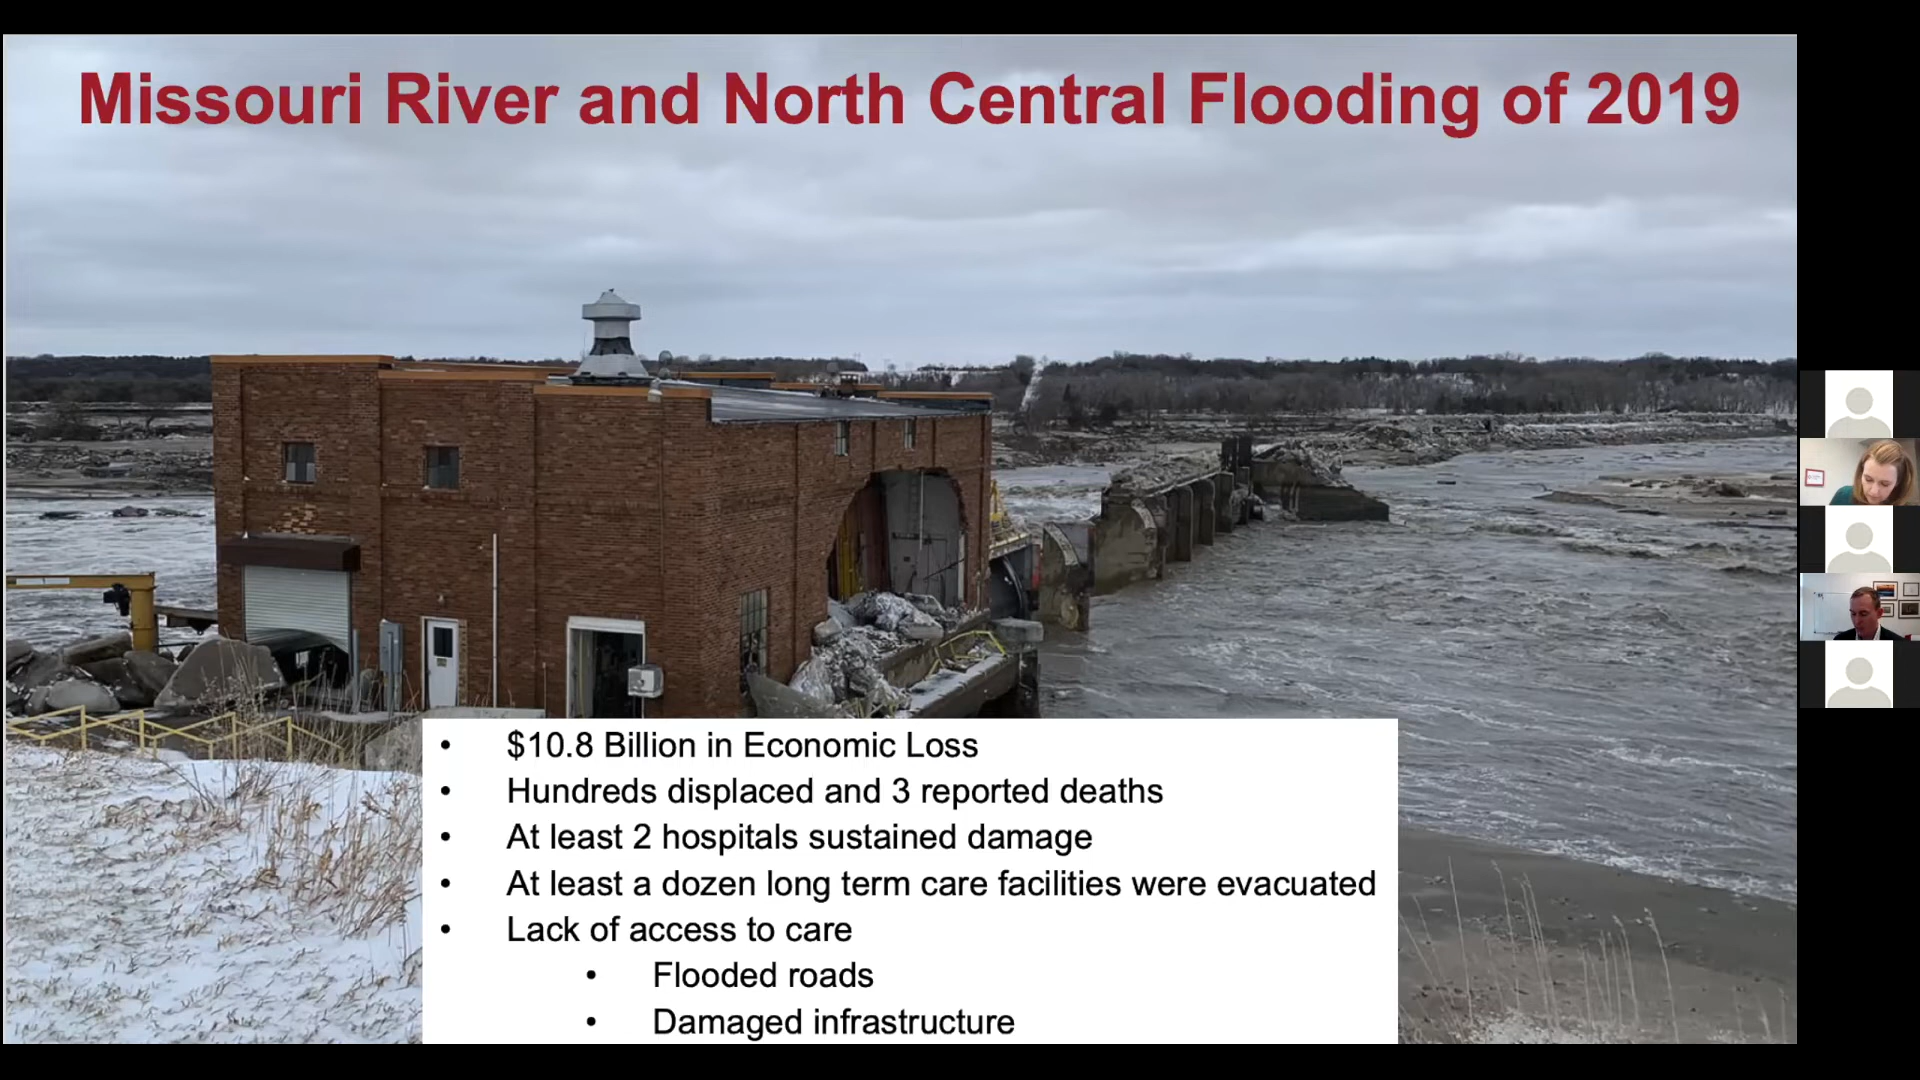 Missouri River and North Central Flooding of 2019
• $10.8 Billion in Economic Loss
• Hundreds displaced and 3 reported deaths
• At least 2 hospitals sustained damage
• At least a dozen long term care facilities were evacuated
• Lack of access to care
• Flooded roads
• Damaged infrastructure